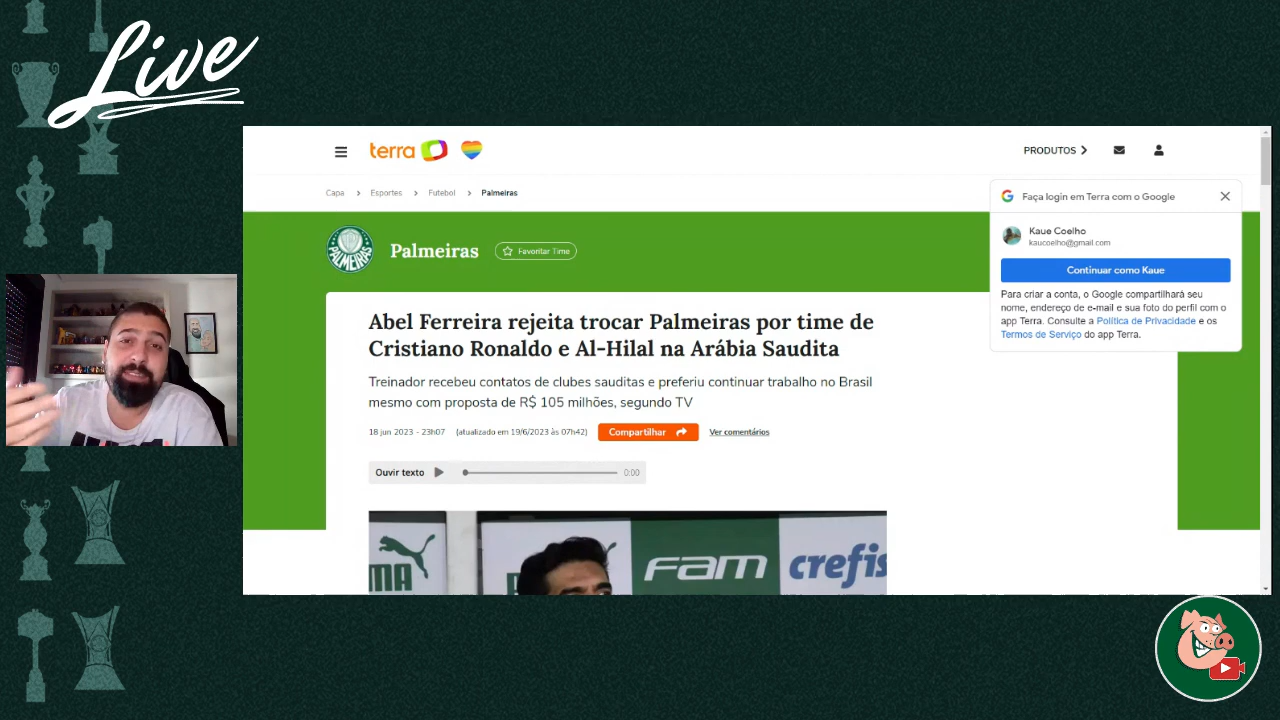 Live
terra
PRODUTOS
Capa > Esportes > Futebol > Palmeiras
Faça login em Terra com o Google
Kaue Coelho
kaucoelho@gmail.com
Continuar como Kaue
Para criar a conta, o Google compartilhará seu
nome, endereço de e-mail e sua foto do perfil com o
app Terra. Consulte a Política de Privacidade e os
Termos de Serviço do app Terra.
PALMEIRAS
Palmeiras
Favoritar Time
Abel Ferreira rejeita trocar Palmeiras por time de
Cristiano Ronaldo e Al-Hilal na Arábia Saudita
Treinador recebeu contatos de clubes sauditas e preferiu continuar trabalho no Brasil
mesmo com proposta de R$ 105 milhões, segundo TV
18 jun 2023 - 23h07 (atualizado em 19/6/2023 às 07h42) Compartilhar Ver comentários
Ouvir texto 0:00
FAM
crefis